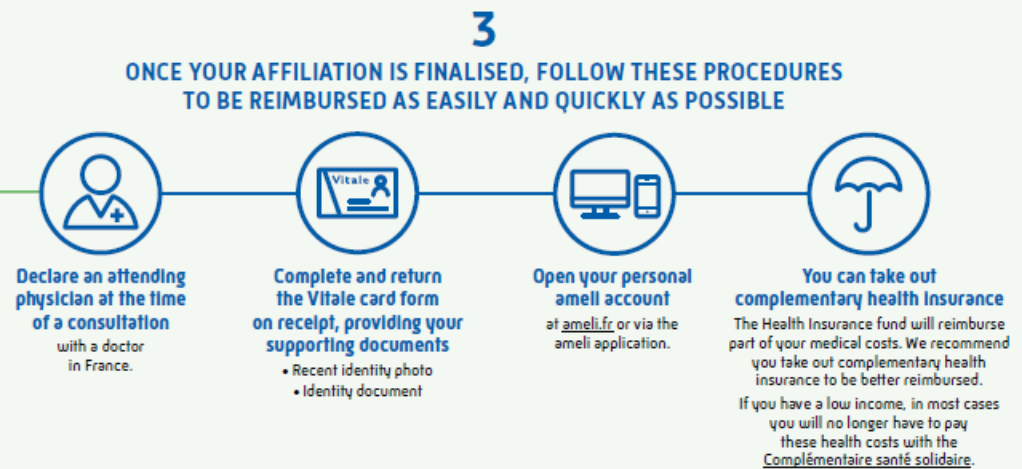 3
ONCE YOUR AFFILIATION IS FINALISED, FOLLOW THESE PROCEDURES
TO BE REIMBURSED AS EASILY AND QUICKLY AS POSSIBLE
Declare an attending
physician at the time
of a consultation
with a doctor
in France.
Vitale
Complete and return
the Vitale card form
on receipt, providing your
supporting documents
• Recent identity photo
• Identity document
Open your personal
ameli account
at ameli.fr or via the
ameli application.
You can take out
complementary health insurance
The Health Insurance fund will reimburse
part of your medical costs. We recommend
you take out complementary health
insurance to be better reimbursed.
If you have a low income, in most cases
you will no longer have to pay
these health costs with the
Complémentaire santé solidaire.